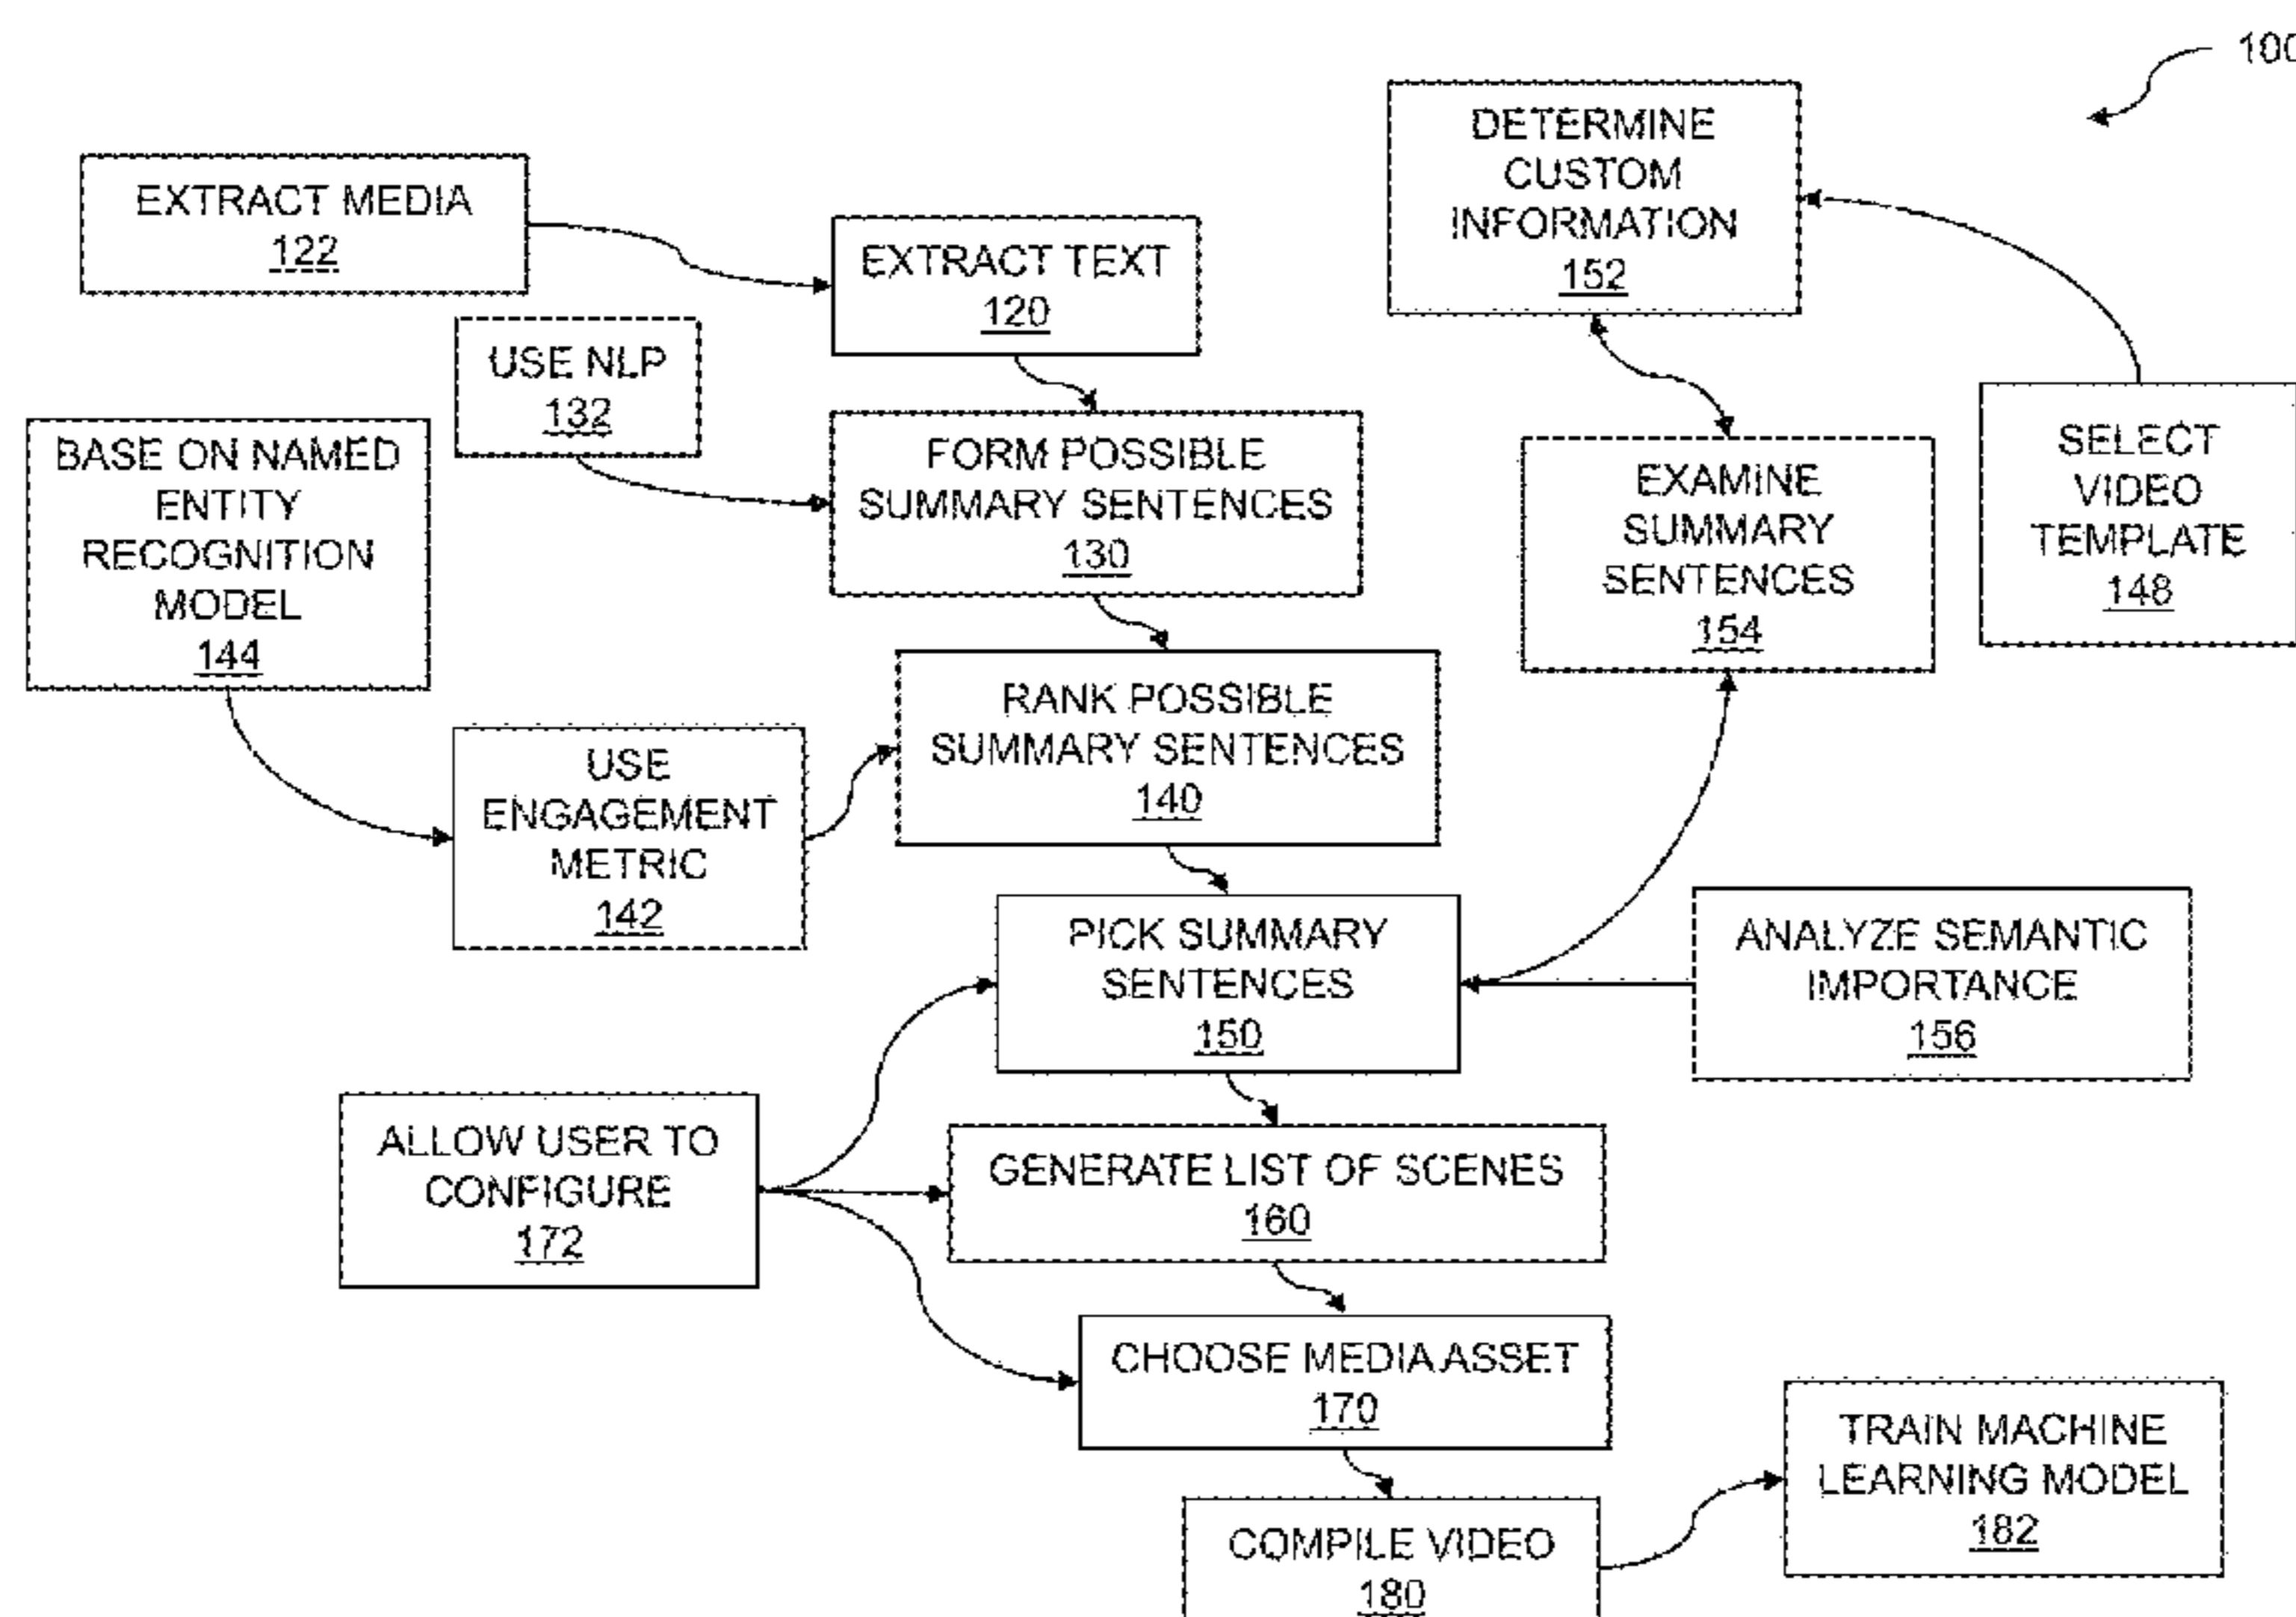 100
EXTRACT MEDIA
122
EXTRACT TEXT
120
DETERMINE
CUSTOM
INFORMATION
152
USE NLP
132
BASE ON NAMED
ENTITY
RECOGNITION
MODEL
144
FORM POSSIBLE
SUMMARY SENTENCES
130
EXAMINE
SUMMARY
SENTENCES
154
SELECT
VIDEO
TEMPLATE
148
RANK POSSIBLE
SUMMARY SENTENCES
140
USE
ENGAGEMENT
METRIC
142
PICK SUMMARY
SENTENCES
150
ANALYZE SEMANTIC
IMPORTANCE
156
ALLOW USER TO
CONFIGURE
172
GENERATE LIST OF SCENES
160
CHOOSE MEDIA ASSET
170
TRAIN MACHINE
LEARNING MODEL
182
COMPILE VIDEO
180